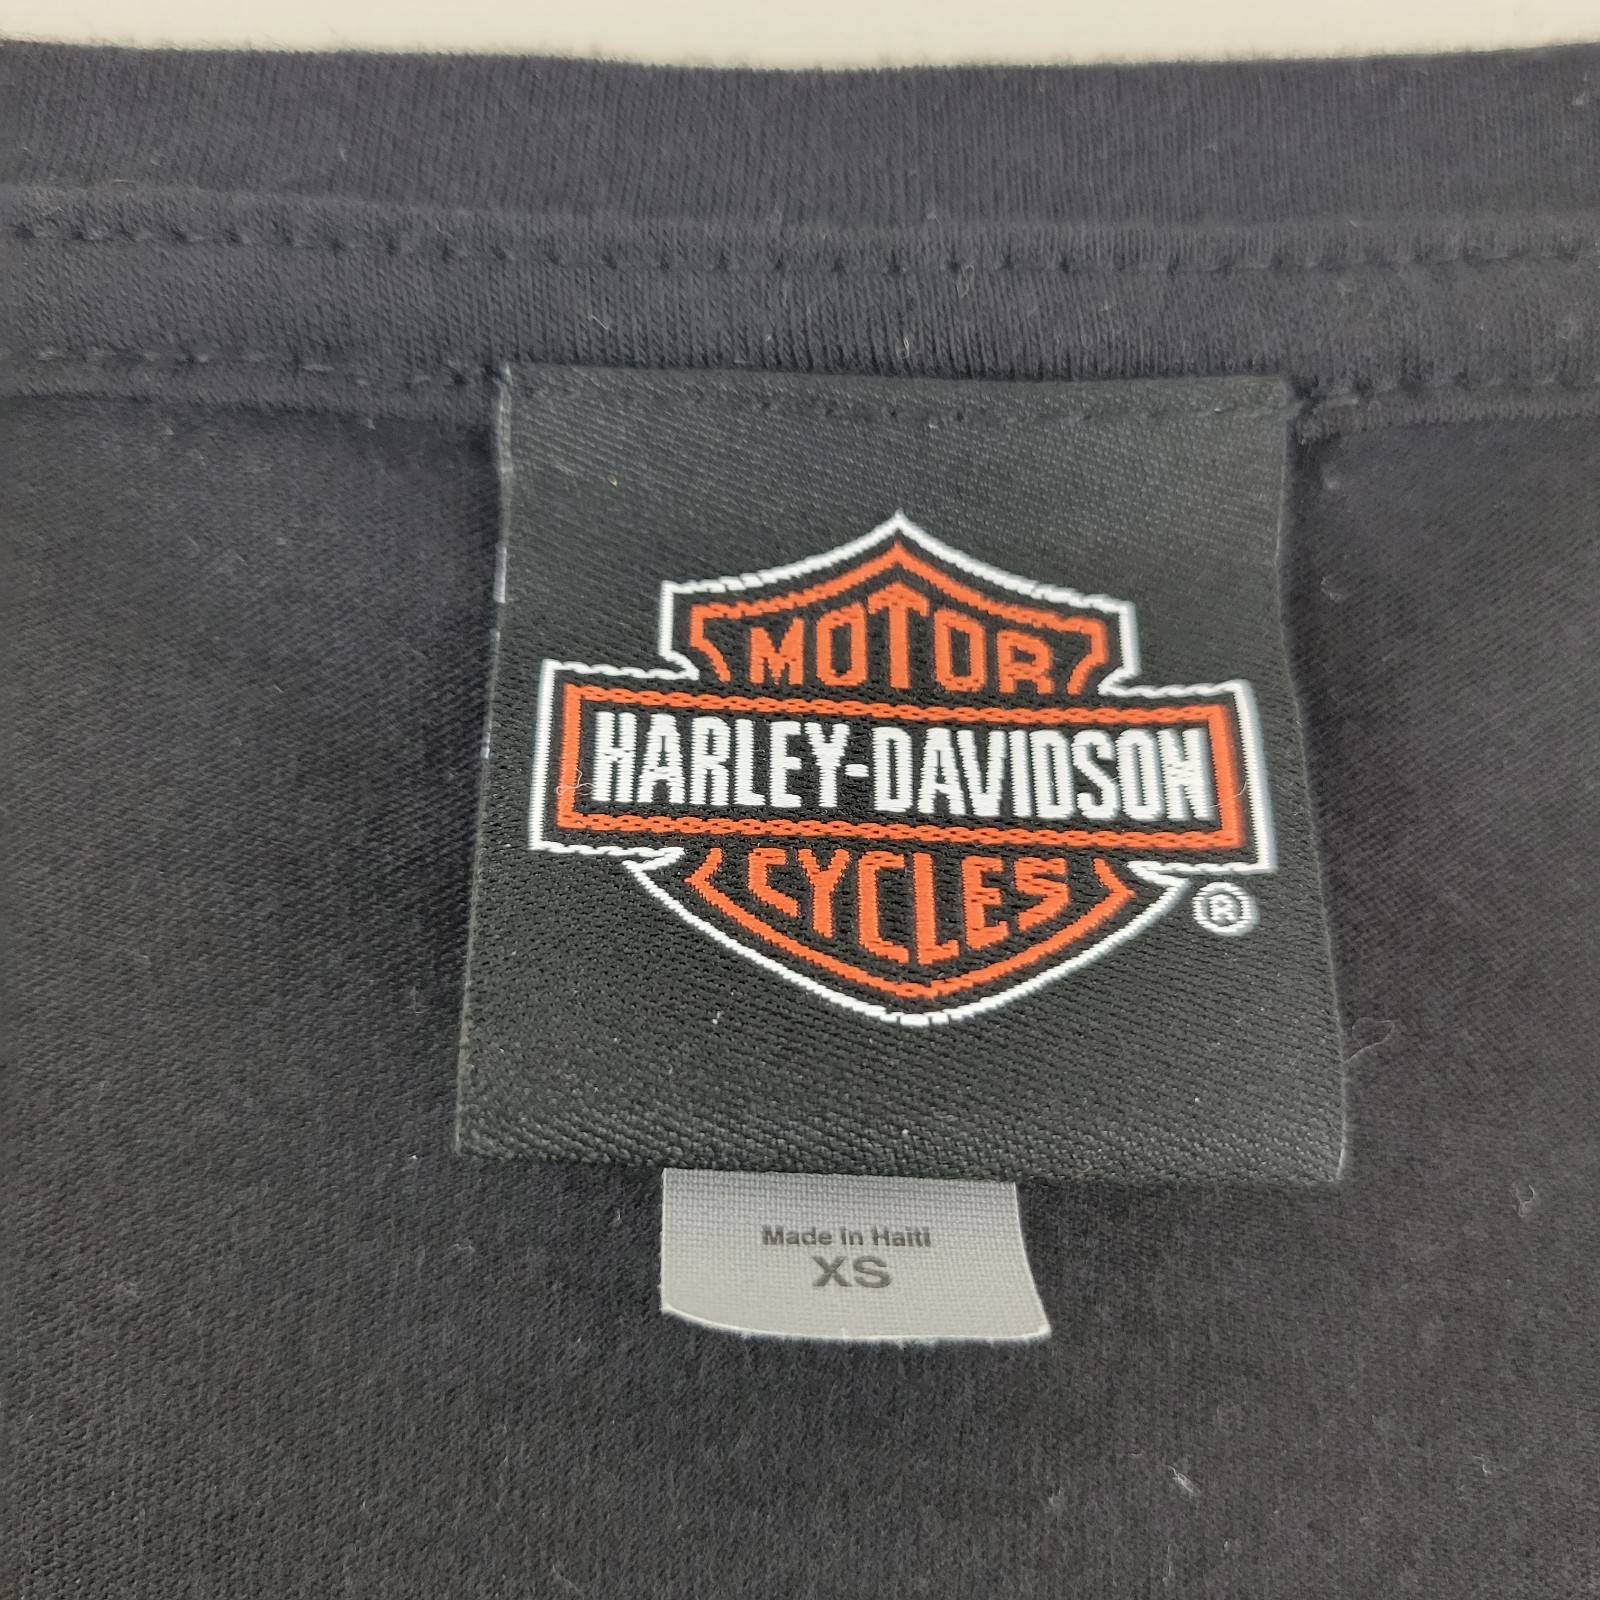 MOTOR
HARLEY-DAVIDSON
CYCLES
®
Made in Haiti
XS